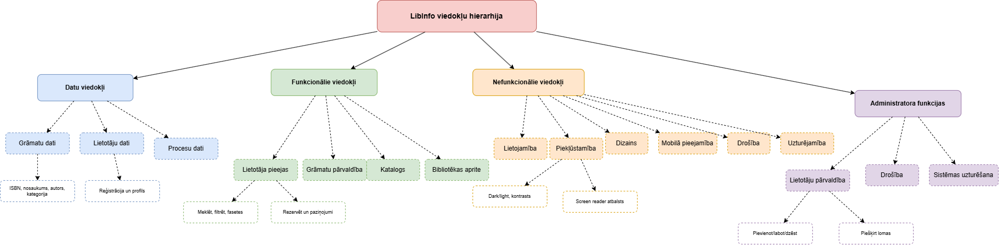 LibInfo viedokļu hierarhija
Datu viedokļi
Funkcionālie viedokļi
Nefunkcionālie viedokļi
Administratora funkcijas
Grāmatu dati
Lietotāju dati
Procesu dati
Lietotāja pieejas
Grāmatu pārvaldība
Katalogs
Bibliotēkas aprite
Lietojamība
Piekļūstamība
Dizains
Mobilā pieejamība
Drošība
Uzturējamība
Lietotāju pārvaldība
Drošība
Sistēmas uzturēšana
ISBN, nosaukums, autors,
kategorija
Reģistrācija un profils
Meklēt, filtrēt, fasetes
Rezervēt un paziņojumi
Dark/light, kontrasts
Screen reader atbalsts
Pievienot/labot/dzēst
Piešķirt lomas